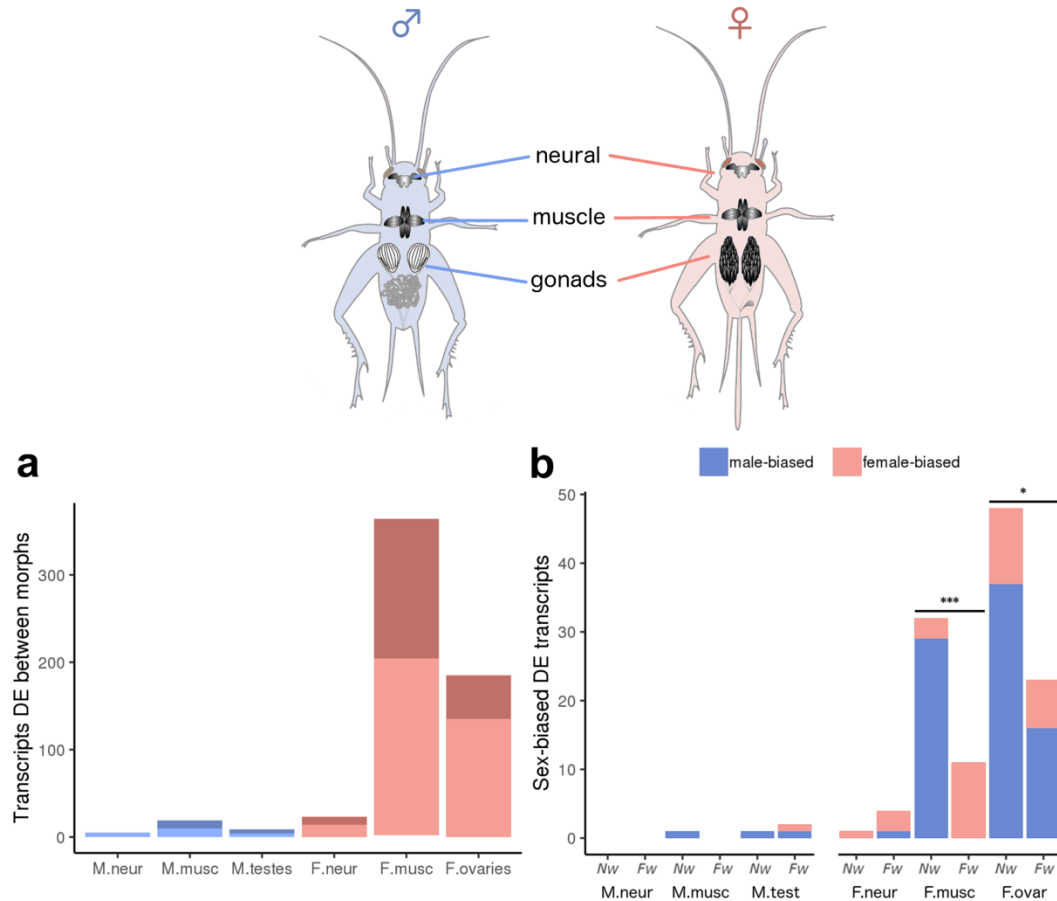 ♂ ♀
neural
muscle
gonads
a
Transcripts DE between morphs
300
200
100
0
M.neur M.musc M.testes F.neur F.musc F.ovaries
b
male-biased female-biased
Sex-biased DE transcripts
50
40
30
20
10
0
*
***
Nw Fw Nw Fw Nw Fw Nw Fw Nw Fw Nw Fw
M.neur M.musc M.test F.neur F.musc F.ovar